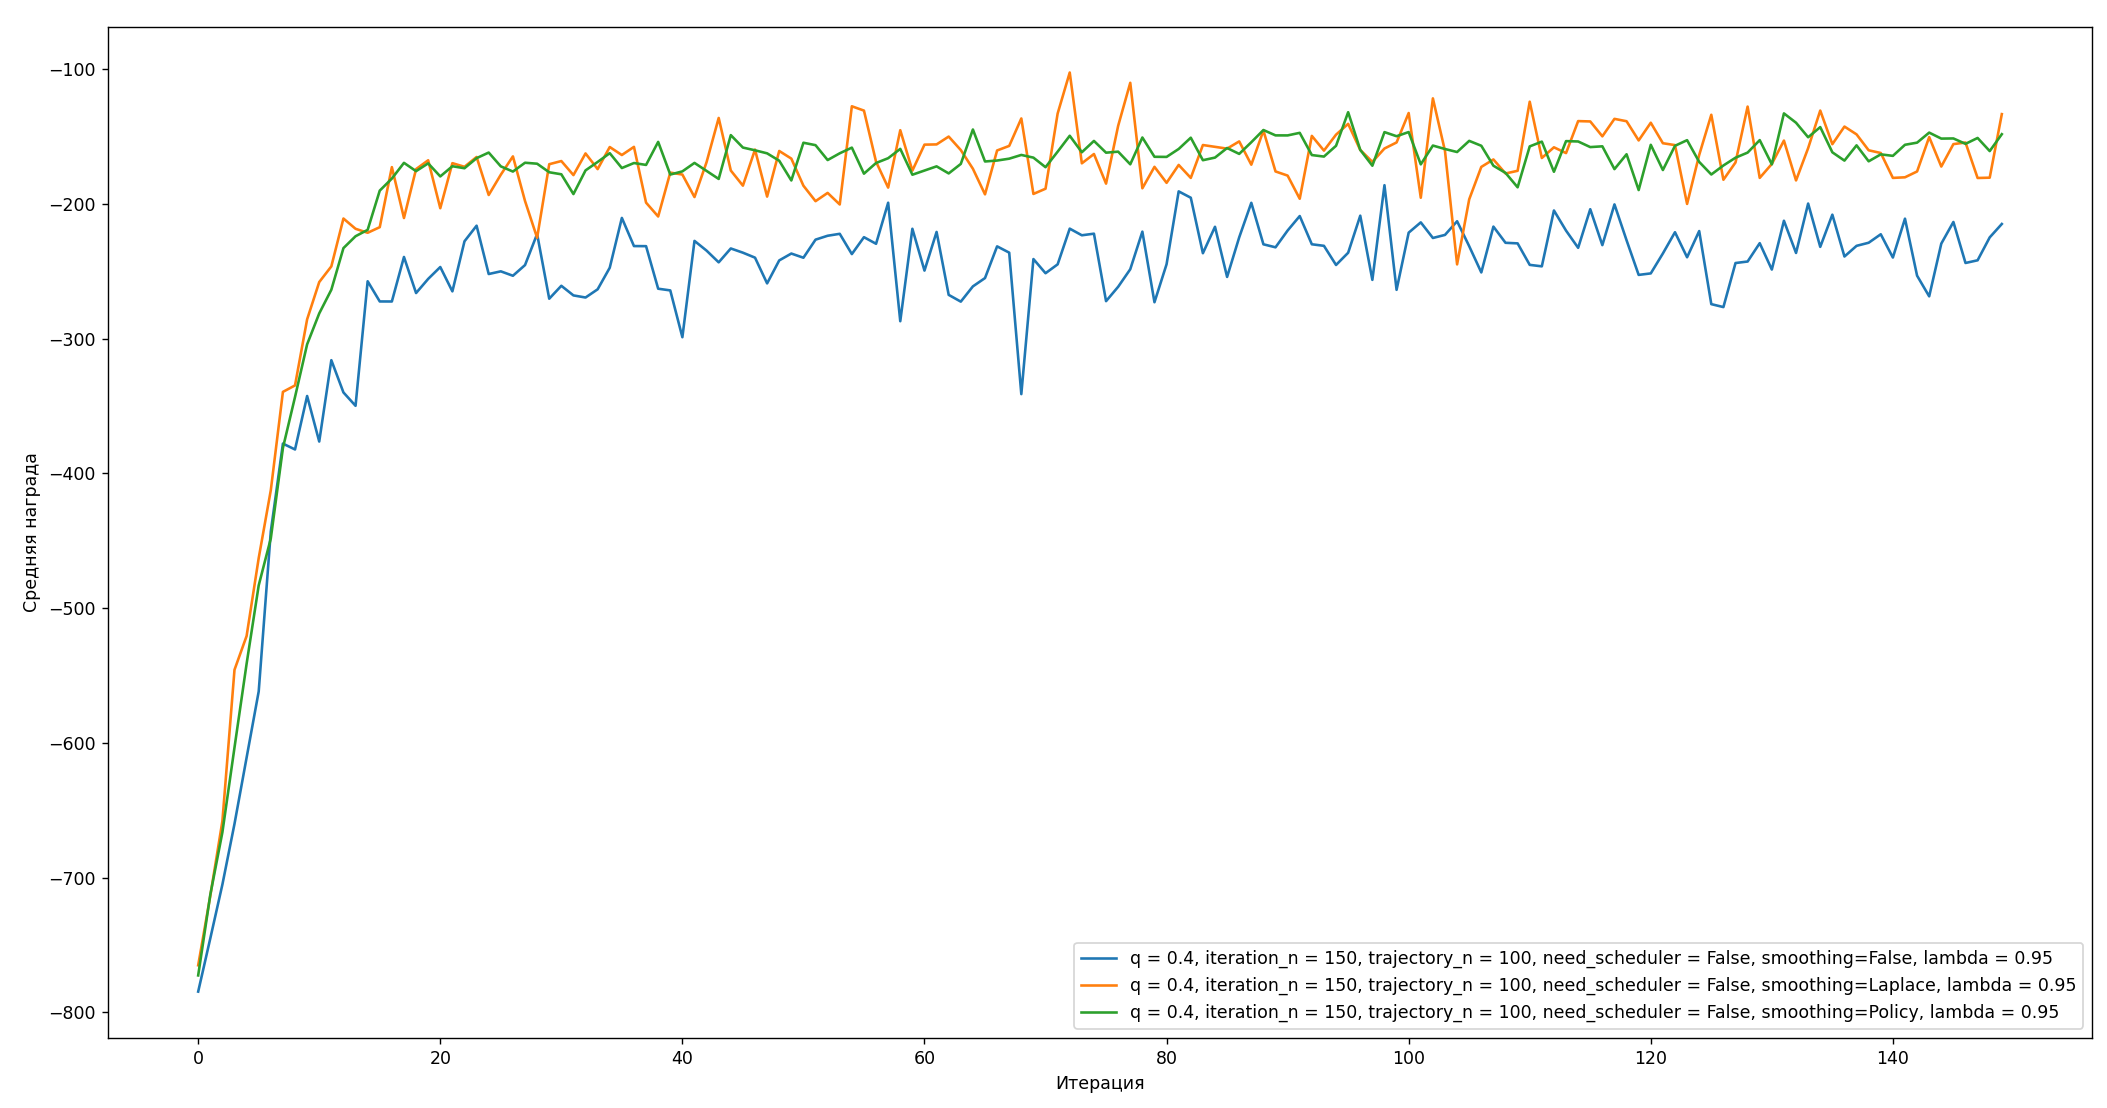 −100
−200
−300
−400
−500
−600
−700
−800
Средняя награда
0 20 40 60 80 100 120 140
Итерация
q = 0.4, iteration_n = 150, trajectory_n = 100, need_scheduler = False, smoothing=False, lambda = 0.95
q = 0.4, iteration_n = 150, trajectory_n = 100, need_scheduler = False, smoothing=Laplace, lambda = 0.95
q = 0.4, iteration_n = 150, trajectory_n = 100, need_scheduler = False, smoothing=Policy, lambda = 0.95